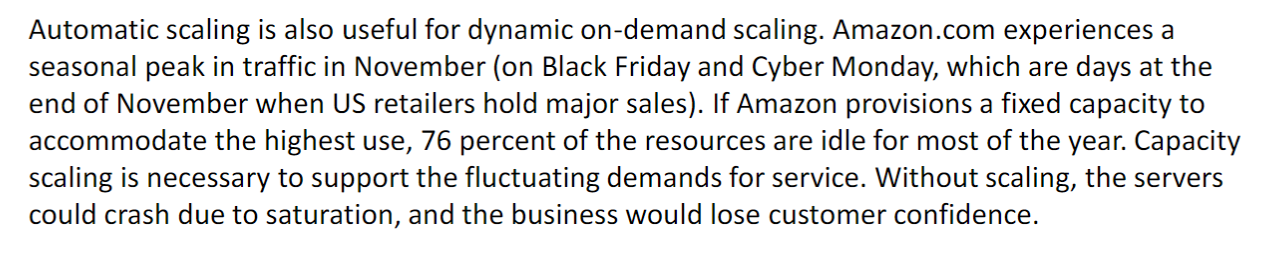 Automatic scaling is also useful for dynamic on-demand scaling. Amazon.com experiences a
seasonal peak in traffic in November (on Black Friday and Cyber Monday, which are days at the
end of November when US retailers hold major sales). If Amazon provisions a fixed capacity to
accommodate the highest use, 76 percent of the resources are idle for most of the year. Capacity
scaling is necessary to support the fluctuating demands for service. Without scaling, the servers
could crash due to saturation, and the business would lose customer confidence.